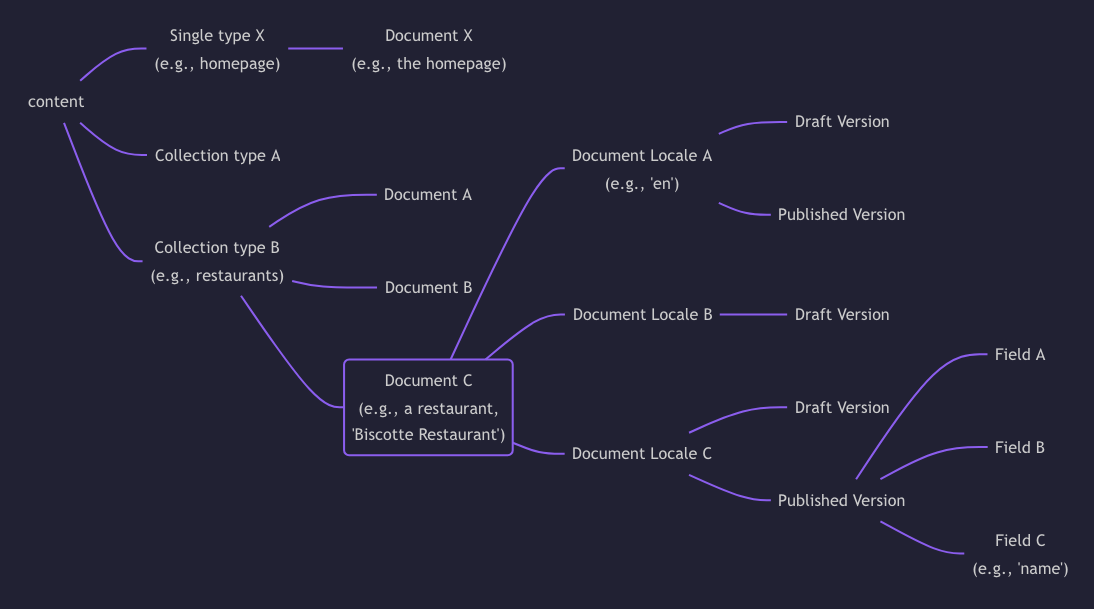 Single type X
(e.g., homepage)
Document X
(e.g., the homepage)
content
Collection type A
Collection type B
(e.g., restaurants)
Document A
Document B
Document C
(e.g., a restaurant,
'Biscotte Restaurant')
Document Locale A
(e.g., 'en')
Draft Version
Published Version
Document Locale B
Draft Version
Document Locale C
Draft Version
Published Version
Field A
Field B
Field C
(e.g., 'name')